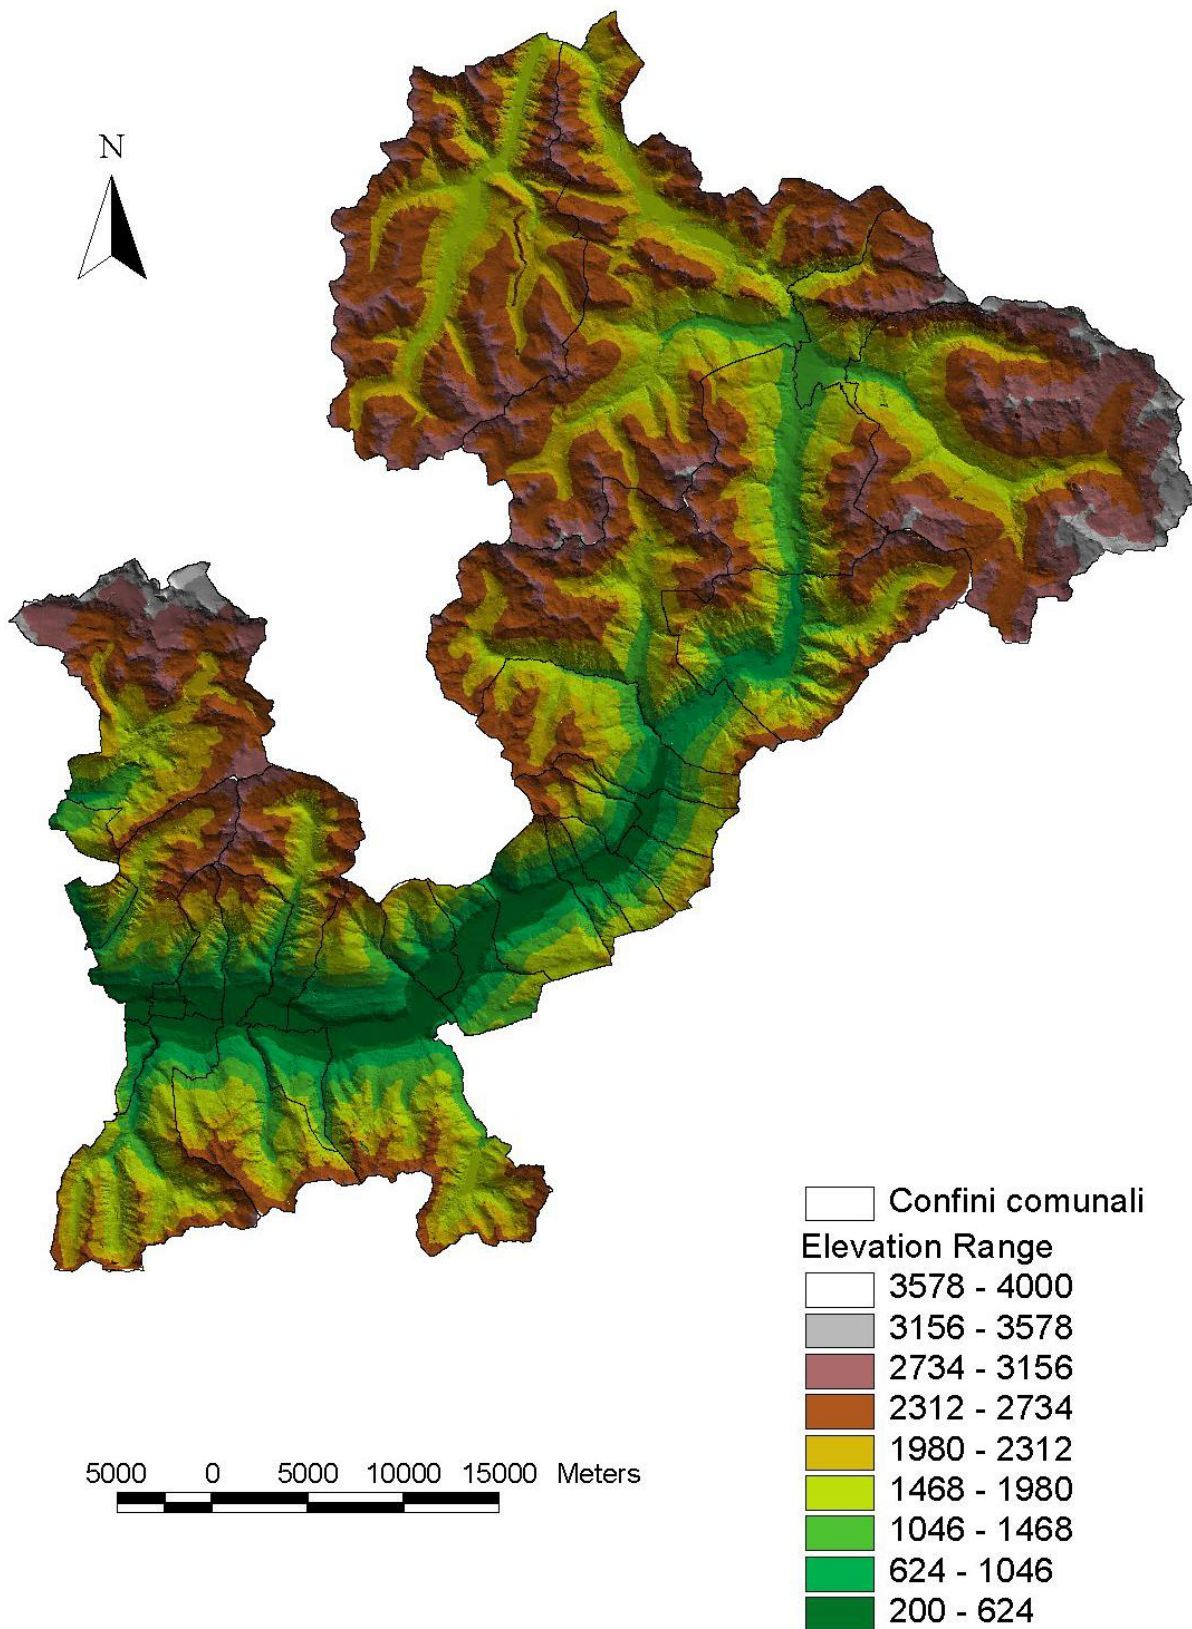 N
Confini comunali
Elevation Range
3578 - 4000
3156 - 3578
2734 - 3156
2312 - 2734
1980 - 2312
1468 - 1980
1046 - 1468
624 - 1046
200 - 624
5000 0 5000 10000 15000 Meters